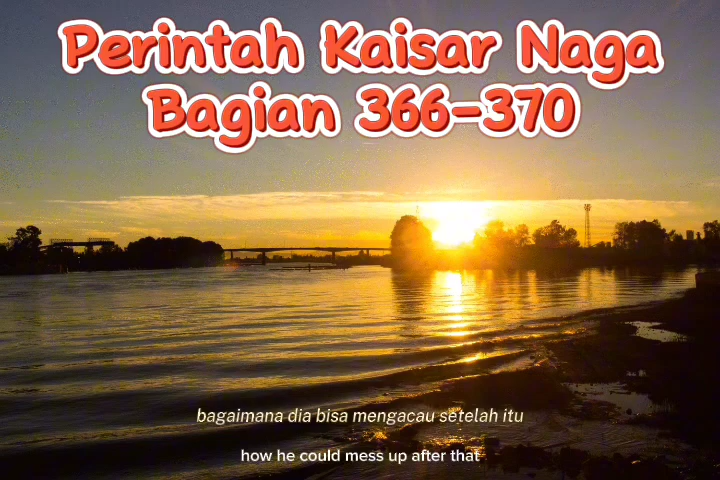 Perintah Kaisar Naga
Bagian 366-370
bagaimana dia bisa mengacau setelah itu
how he could mess up after that